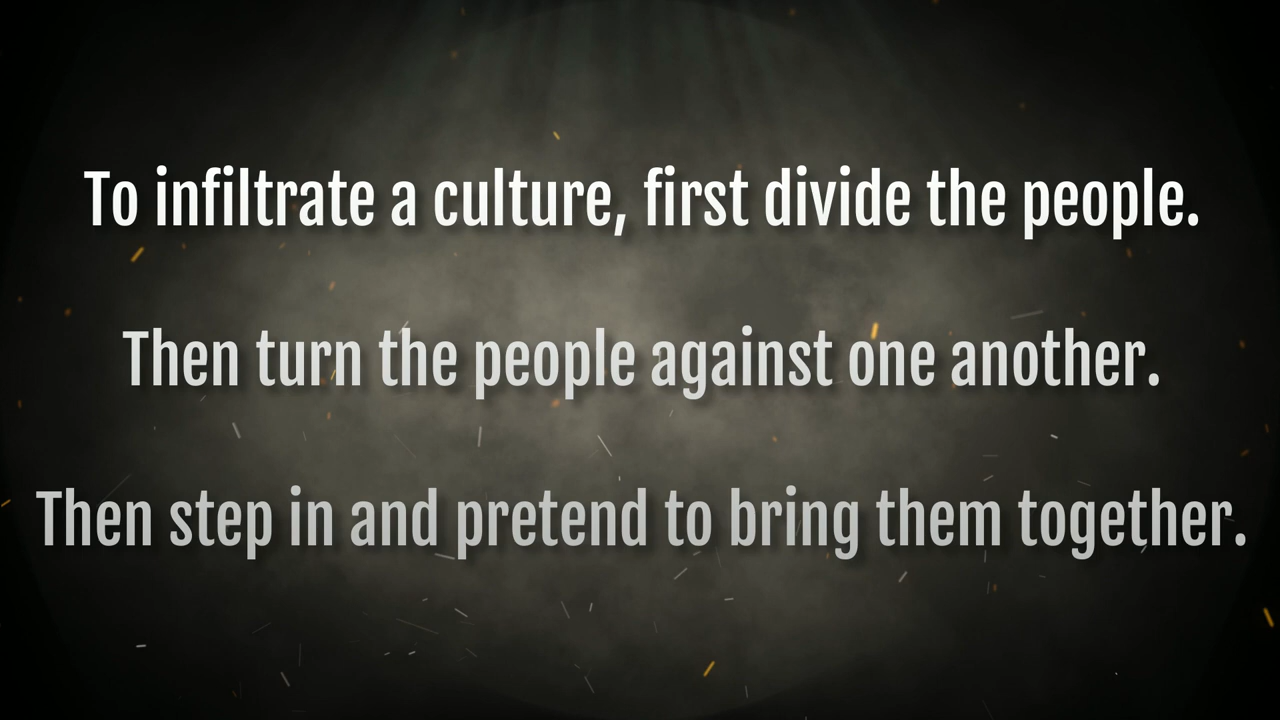 To infiltrate a culture, first divide the people.
Then turn the people against one another.
Then step in and pretend to bring them together.